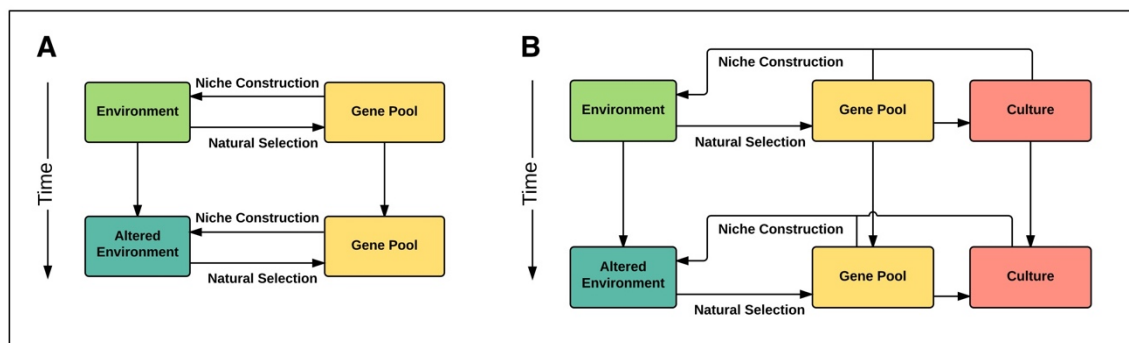 A
Time
Niche Construction
Environment
Gene Pool
Natural Selection
Niche Construction
Altered
Environment
Gene Pool
Natural Selection
B
Time
Niche Construction
Environment
Gene Pool
Culture
Natural Selection
Niche Construction
Altered
Environment
Gene Pool
Culture
Natural Selection